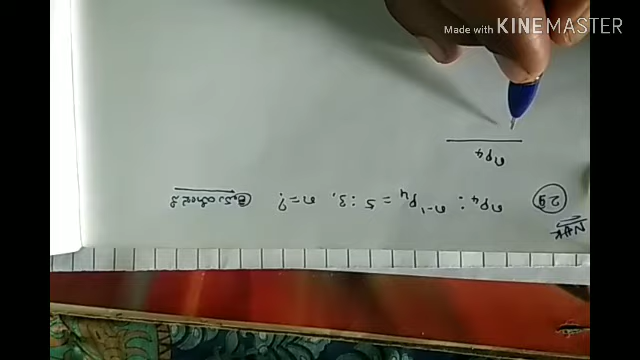 Made with KINEMASTER
29
nP4 : n-1P4 = 5 : 3, n = ?
nP4